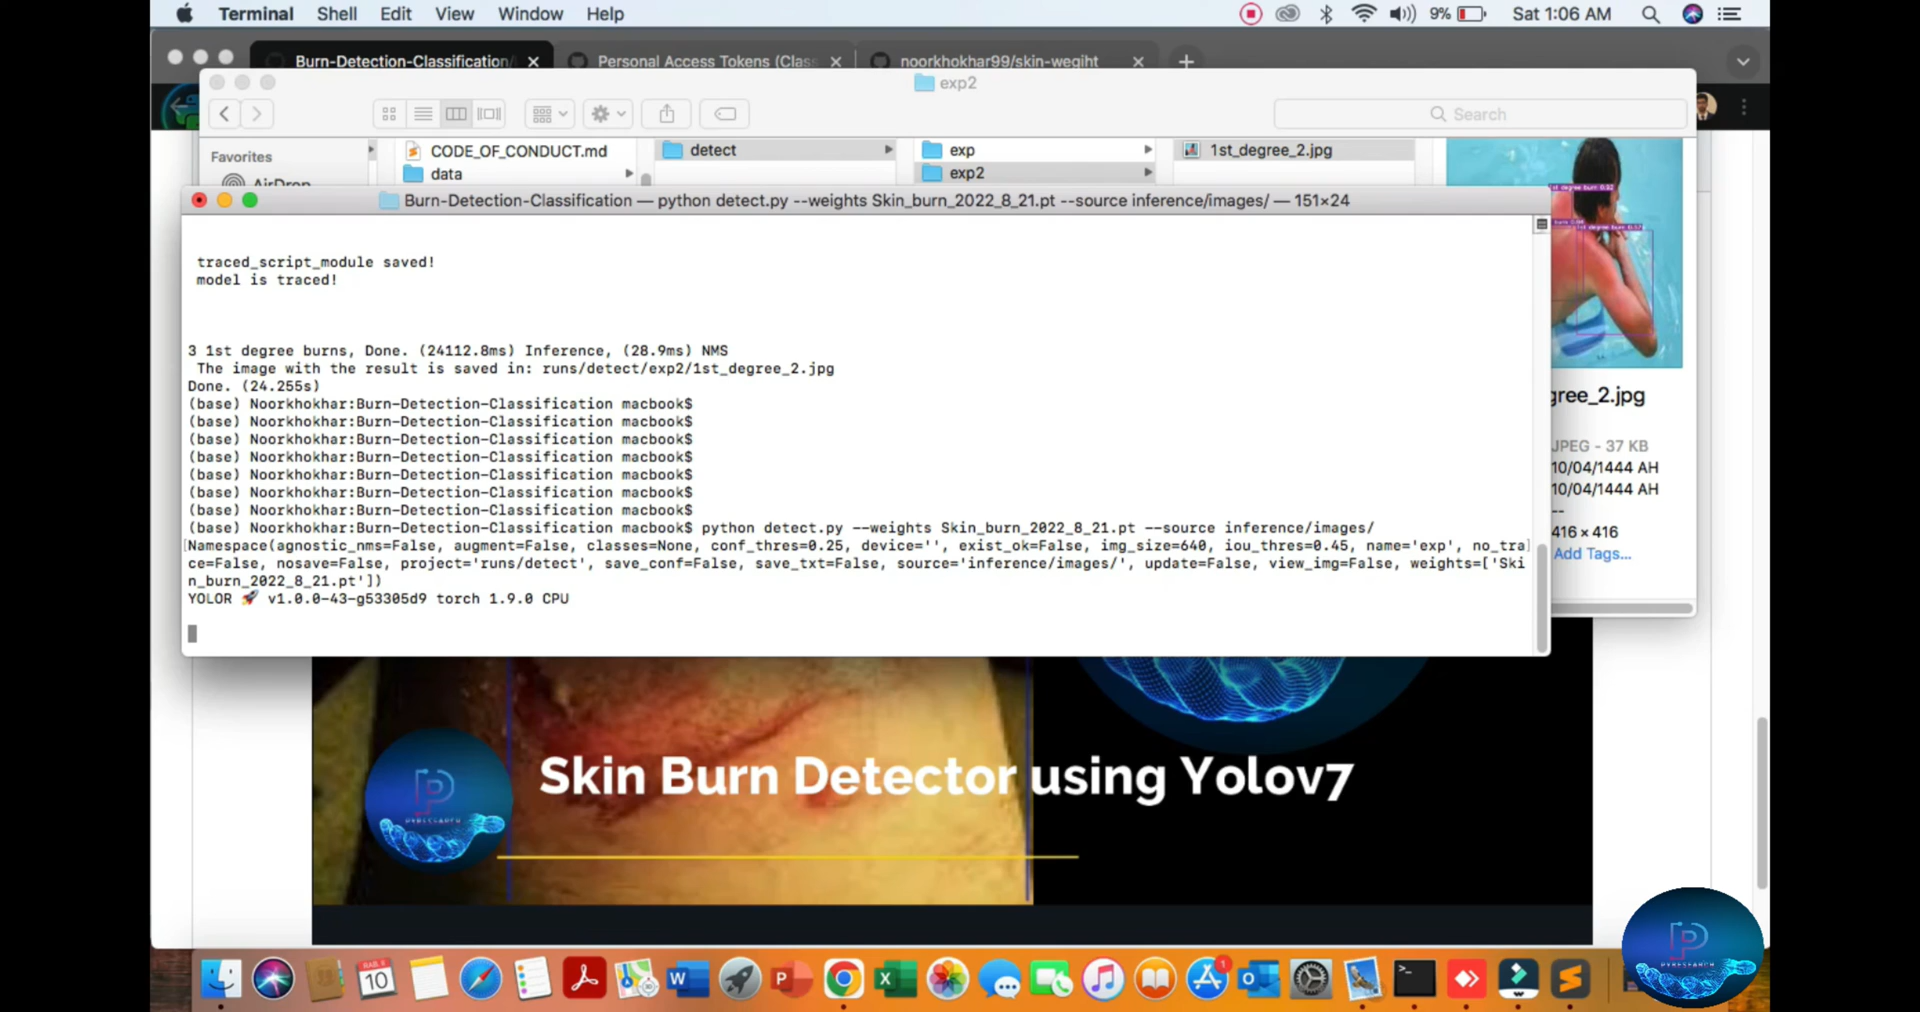 Terminal Shell Edit View Window Help 9% Sat 1:06 AM
Burn-Detection-Classification/ Personal Access Tokens (Class noorkhokhar99/skin-wegiht
exp2
Search
Favorites CODE_OF_CONDUCT.md detect exp 1st_degree_2.jpg
AirDrop data exp2
Burn-Detection-Classification — python detect.py --weights Skin_burn_2022_8_21.pt --source inference/images/ — 151×24
traced_script_module saved!
model is traced!
3 1st degree burns, Done. (24112.8ms) Inference, (28.9ms) NMS
The image with the result is saved in: runs/detect/exp2/1st_degree_2.jpg
Done. (24.255s)
(base) Noorkhokhar:Burn-Detection-Classification macbook$
(base) Noorkhokhar:Burn-Detection-Classification macbook$
(base) Noorkhokhar:Burn-Detection-Classification macbook$
(base) Noorkhokhar:Burn-Detection-Classification macbook$
(base) Noorkhokhar:Burn-Detection-Classification macbook$
(base) Noorkhokhar:Burn-Detection-Classification macbook$
(base) Noorkhokhar:Burn-Detection-Classification macbook$
(base) Noorkhokhar:Burn-Detection-Classification macbook$ python detect.py --weights Skin_burn_2022_8_21.pt --source inference/images/
[Namespace(agnostic_nms=False, augment=False, classes=None, conf_thres=0.25, device='', exist_ok=False, img_size=640, iou_thres=0.45, name='exp', no_tra]
ce=False, nosave=False, project='runs/detect', save_conf=False, save_txt=False, source='inference/images/', update=False, view_img=False, weights=['Ski
n_burn_2022_8_21.pt'])
YOLOR 🚀 v1.0.0-43-g53305d9 torch 1.9.0 CPU
gree_2.jpg
JPEG - 37 KB
10/04/1444 AH
10/04/1444 AH
--
416 × 416
Add Tags...
Skin Burn Detector using Yolov7
PYRESEARCH
10
1
PYRESEARCH